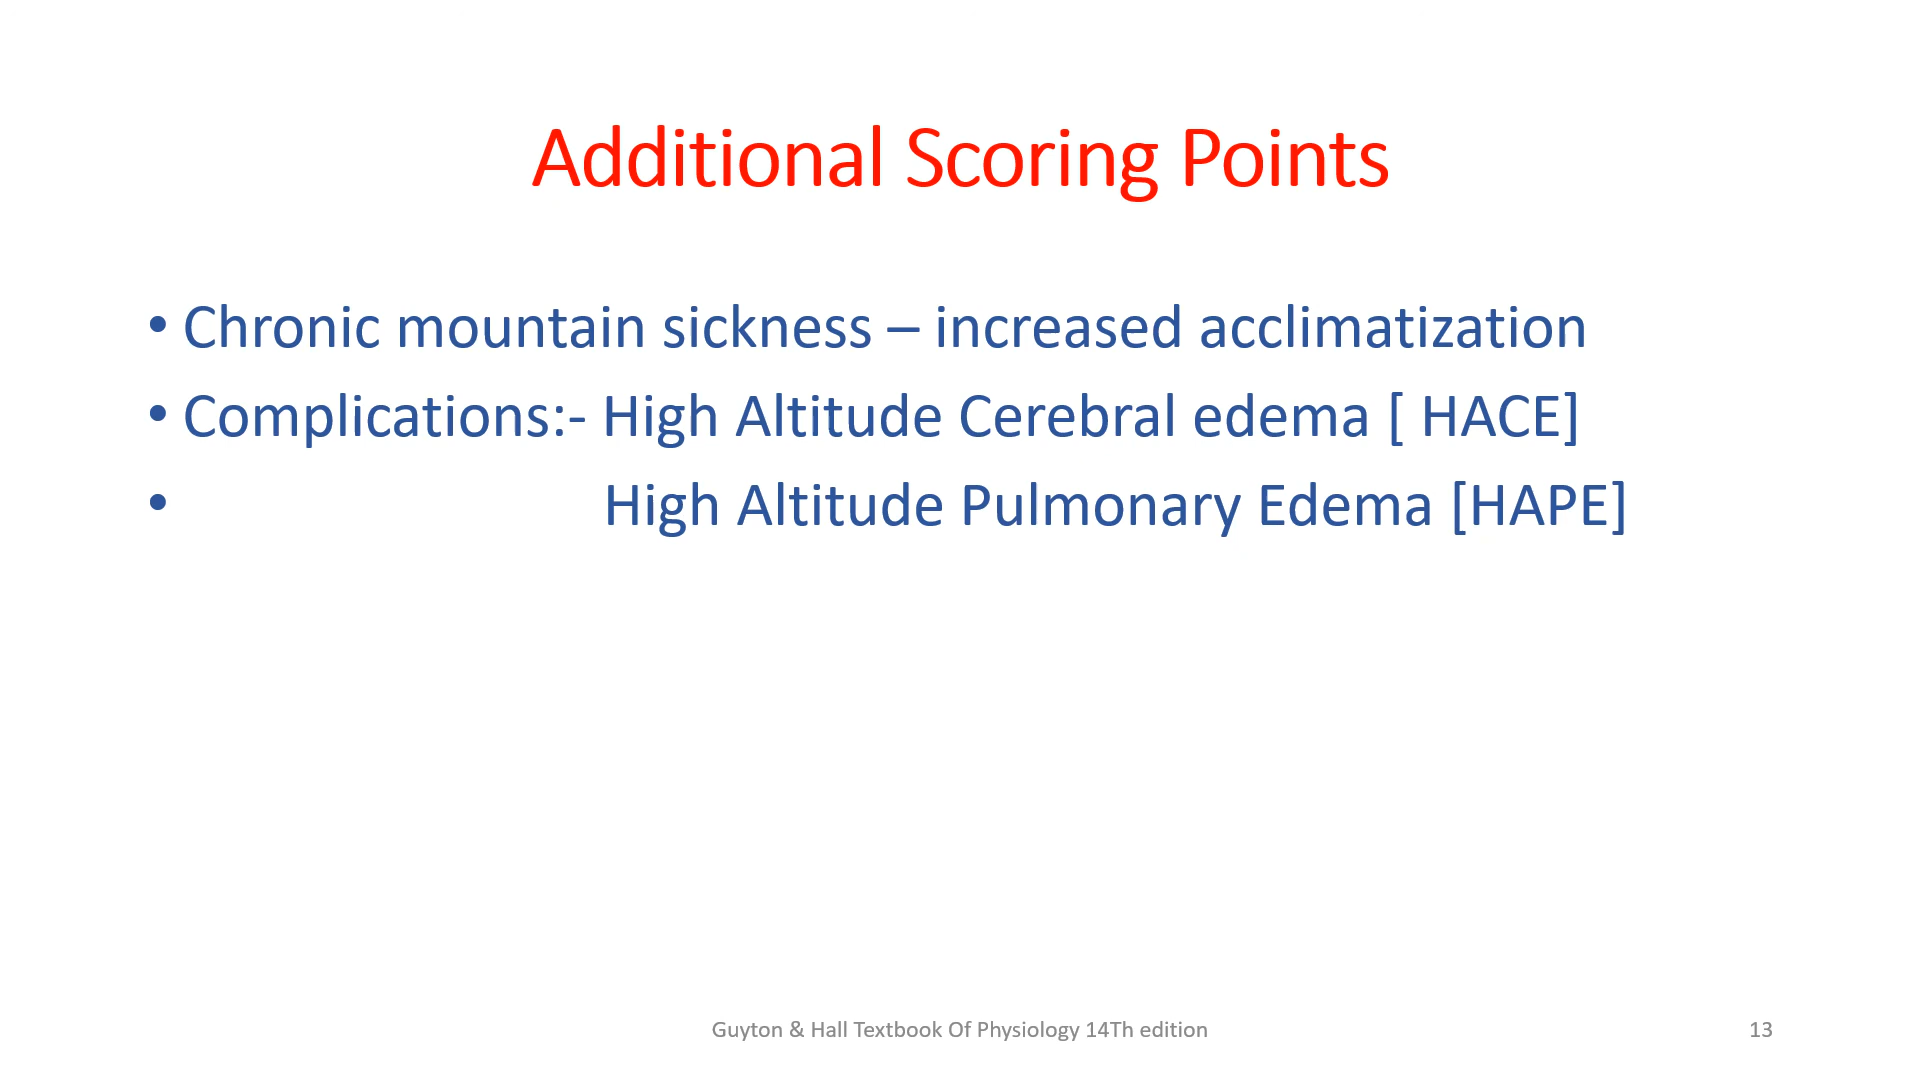 Additional Scoring Points
• Chronic mountain sickness – increased acclimatization
• Complications:- High Altitude Cerebral edema [ HACE]
• High Altitude Pulmonary Edema [HAPE]
Guyton & Hall Textbook Of Physiology 14Th edition
13